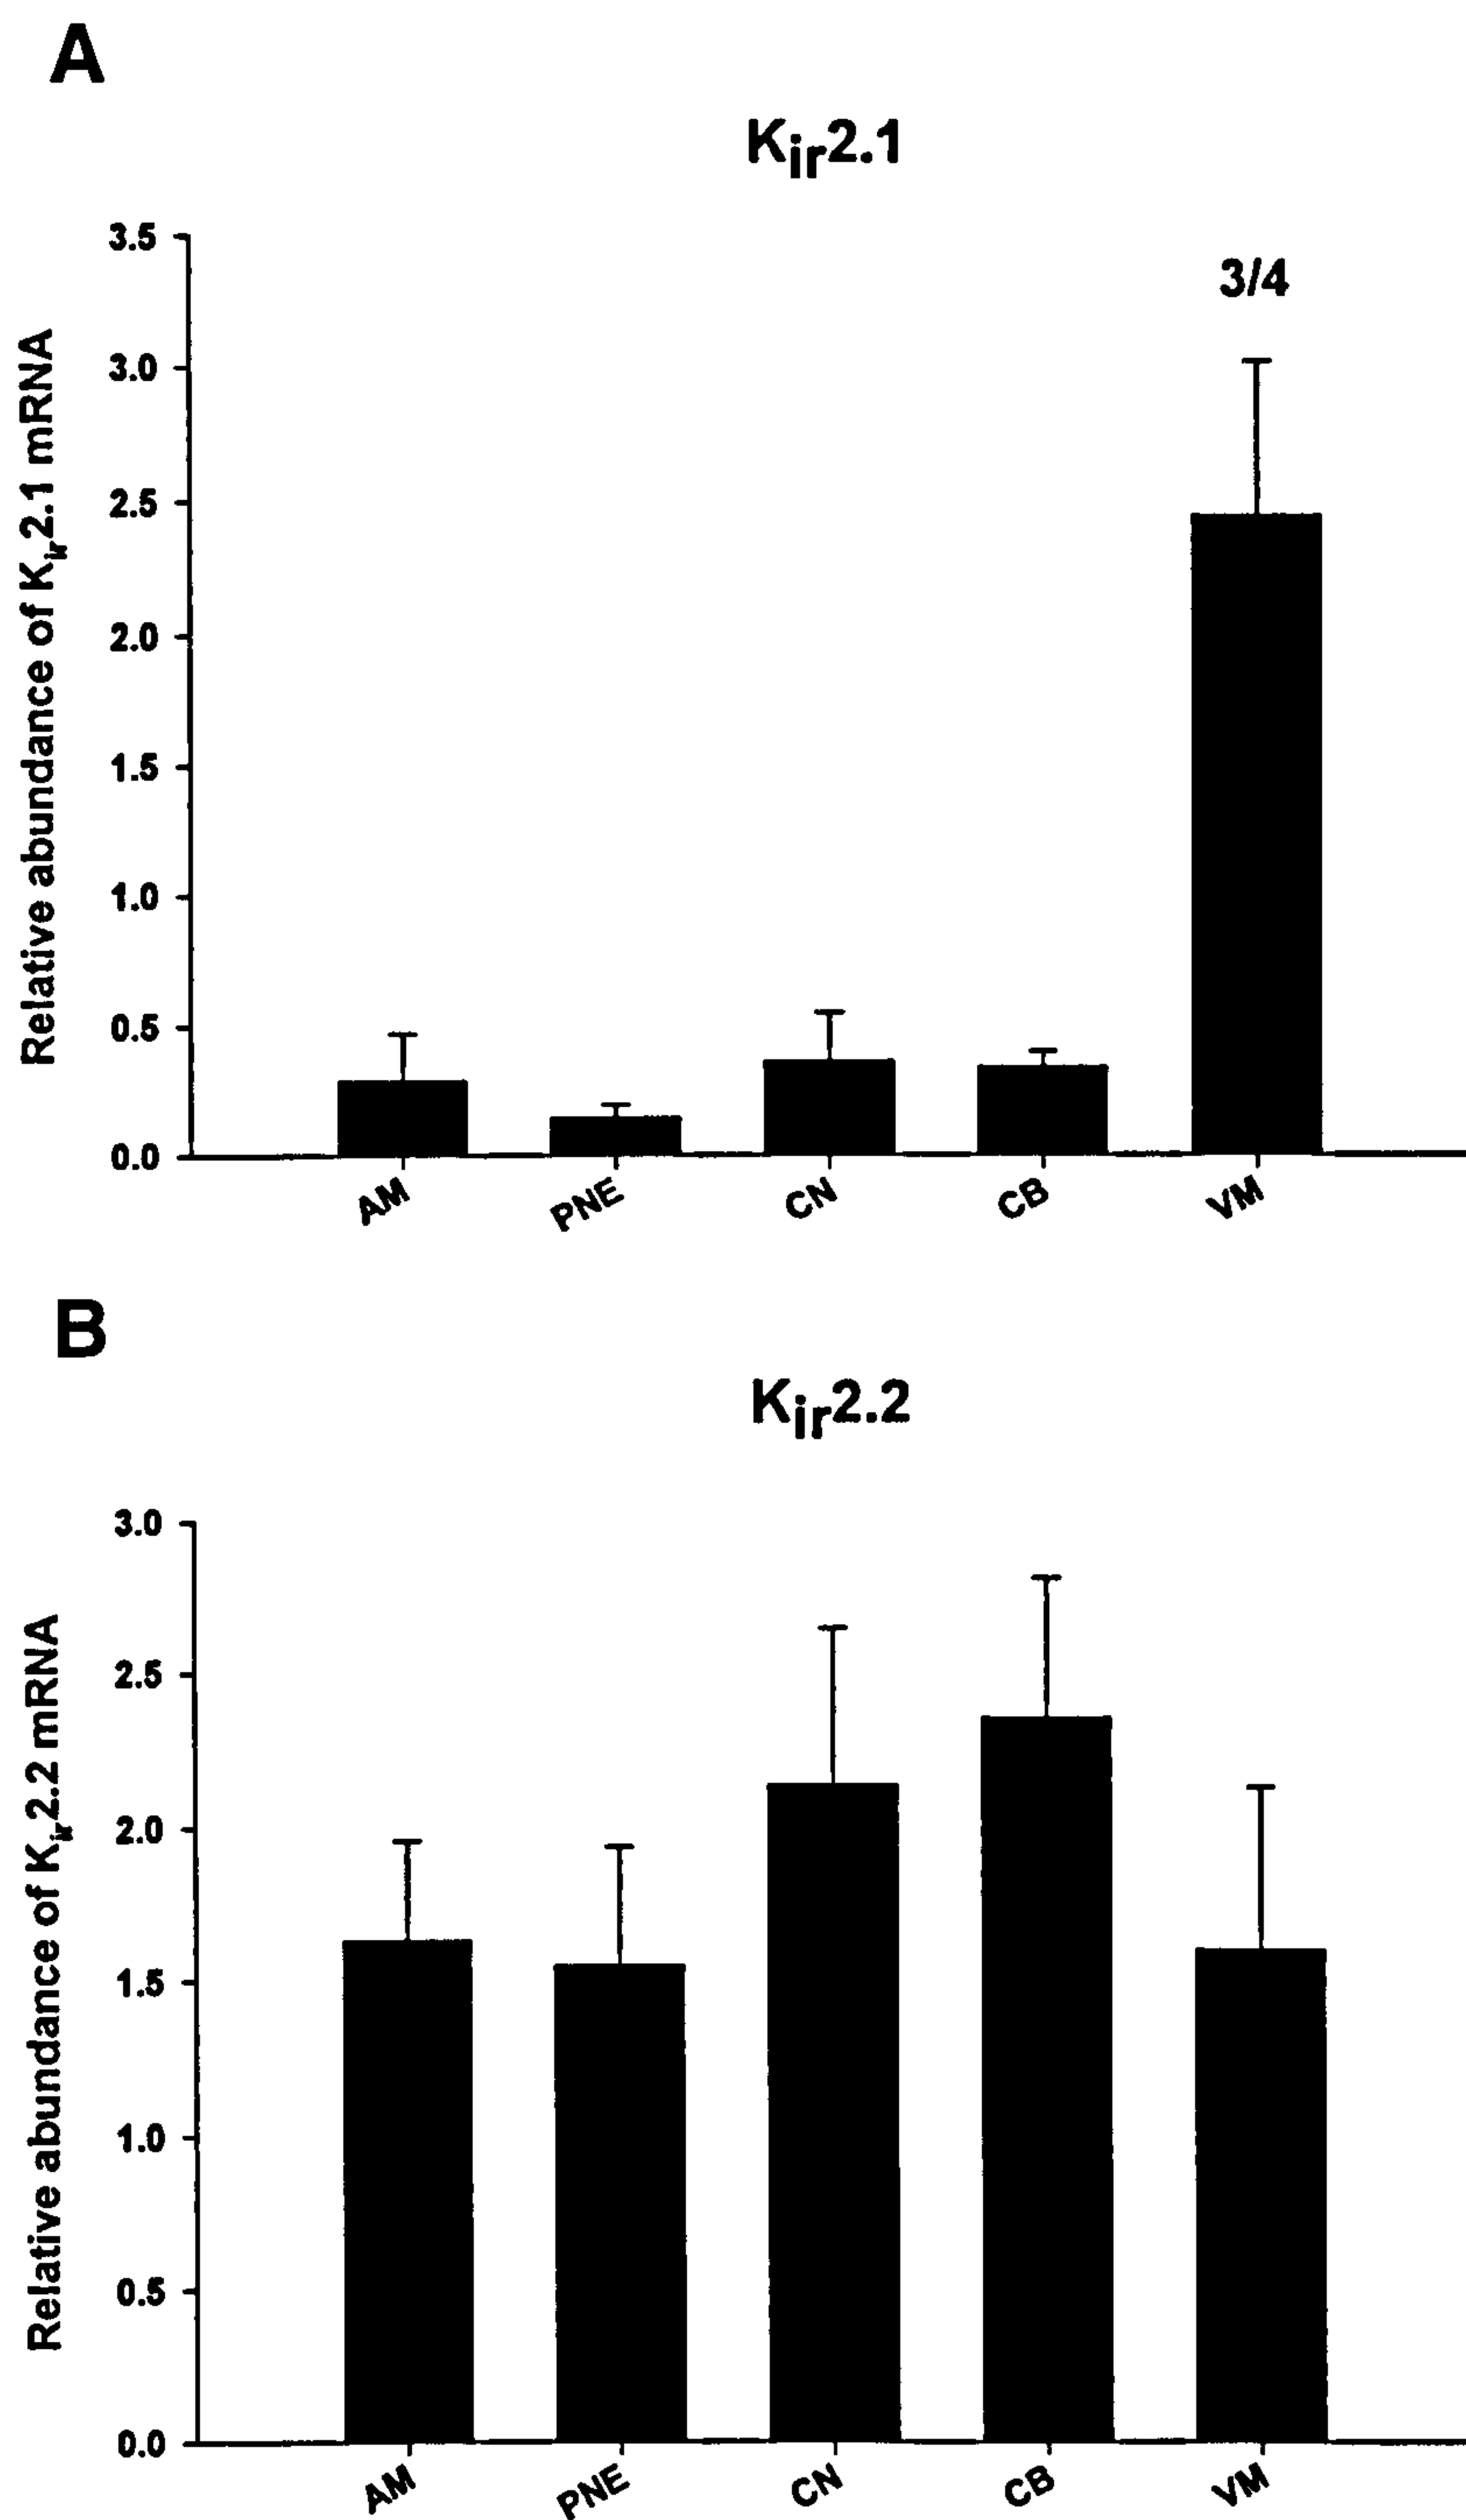 A
Kir2.1
Relative abundance of Kir2.1 mRNA
3.5
3.0
2.5
2.0
1.5
1.0
0.5
0.0
3/4
AM PNE CN CB VM
B
Kir2.2
Relative abundance of Kir2.2 mRNA
3.0
2.5
2.0
1.5
1.0
0.5
0.0
AM PNE CN CB VM